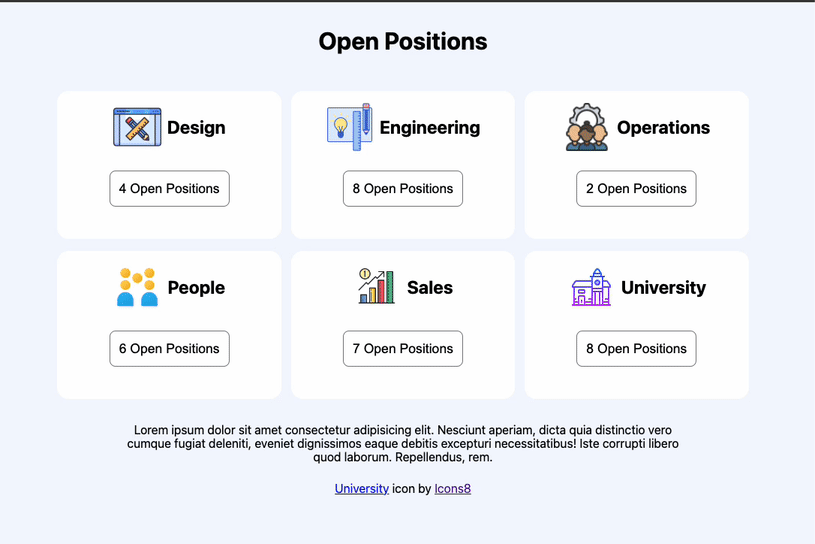 Open Positions
Design
Engineering
Operations
4 Open Positions
8 Open Positions
2 Open Positions
People
Sales
University
6 Open Positions
7 Open Positions
8 Open Positions
Lorem ipsum dolor sit amet consectetur adipisicing elit. Nesciunt aperiam, dicta quia distinctio vero
cumque fugiat deleniti, eveniet dignissimos eaque debitis excepturi necessitatibus! Iste corrupti libero
quod laborum. Repellendus, rem.
University icon by Icons8